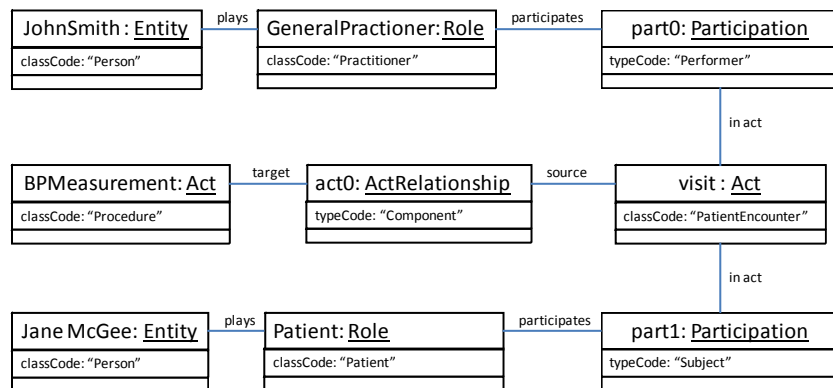 JohnSmith : Entity
plays
GeneralPractioner: Role
participates
part0: Participation
classCode: “Person”
classCode: “Practitioner”
typeCode: “Performer”
in act
BPMeasurement: Act
target
act0: ActRelationship
source
visit : Act
classCode: “Procedure”
typeCode: “Component”
classCode: “PatientEncounter”
in act
Jane McGee: Entity
plays
Patient: Role
participates
part1: Participation
classCode: “Person”
classCode: “Patient”
typeCode: “Subject”